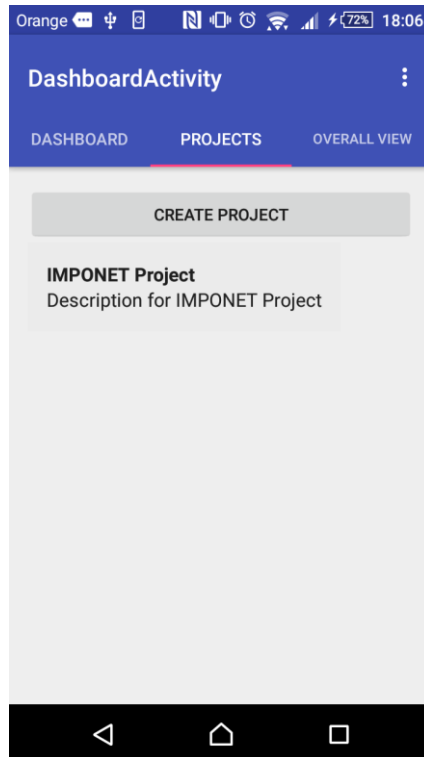 Orange 72% 18:06
DashboardActivity
DASHBOARD PROJECTS OVERALL VIEW
CREATE PROJECT
IMPONET Project
Description for IMPONET Project